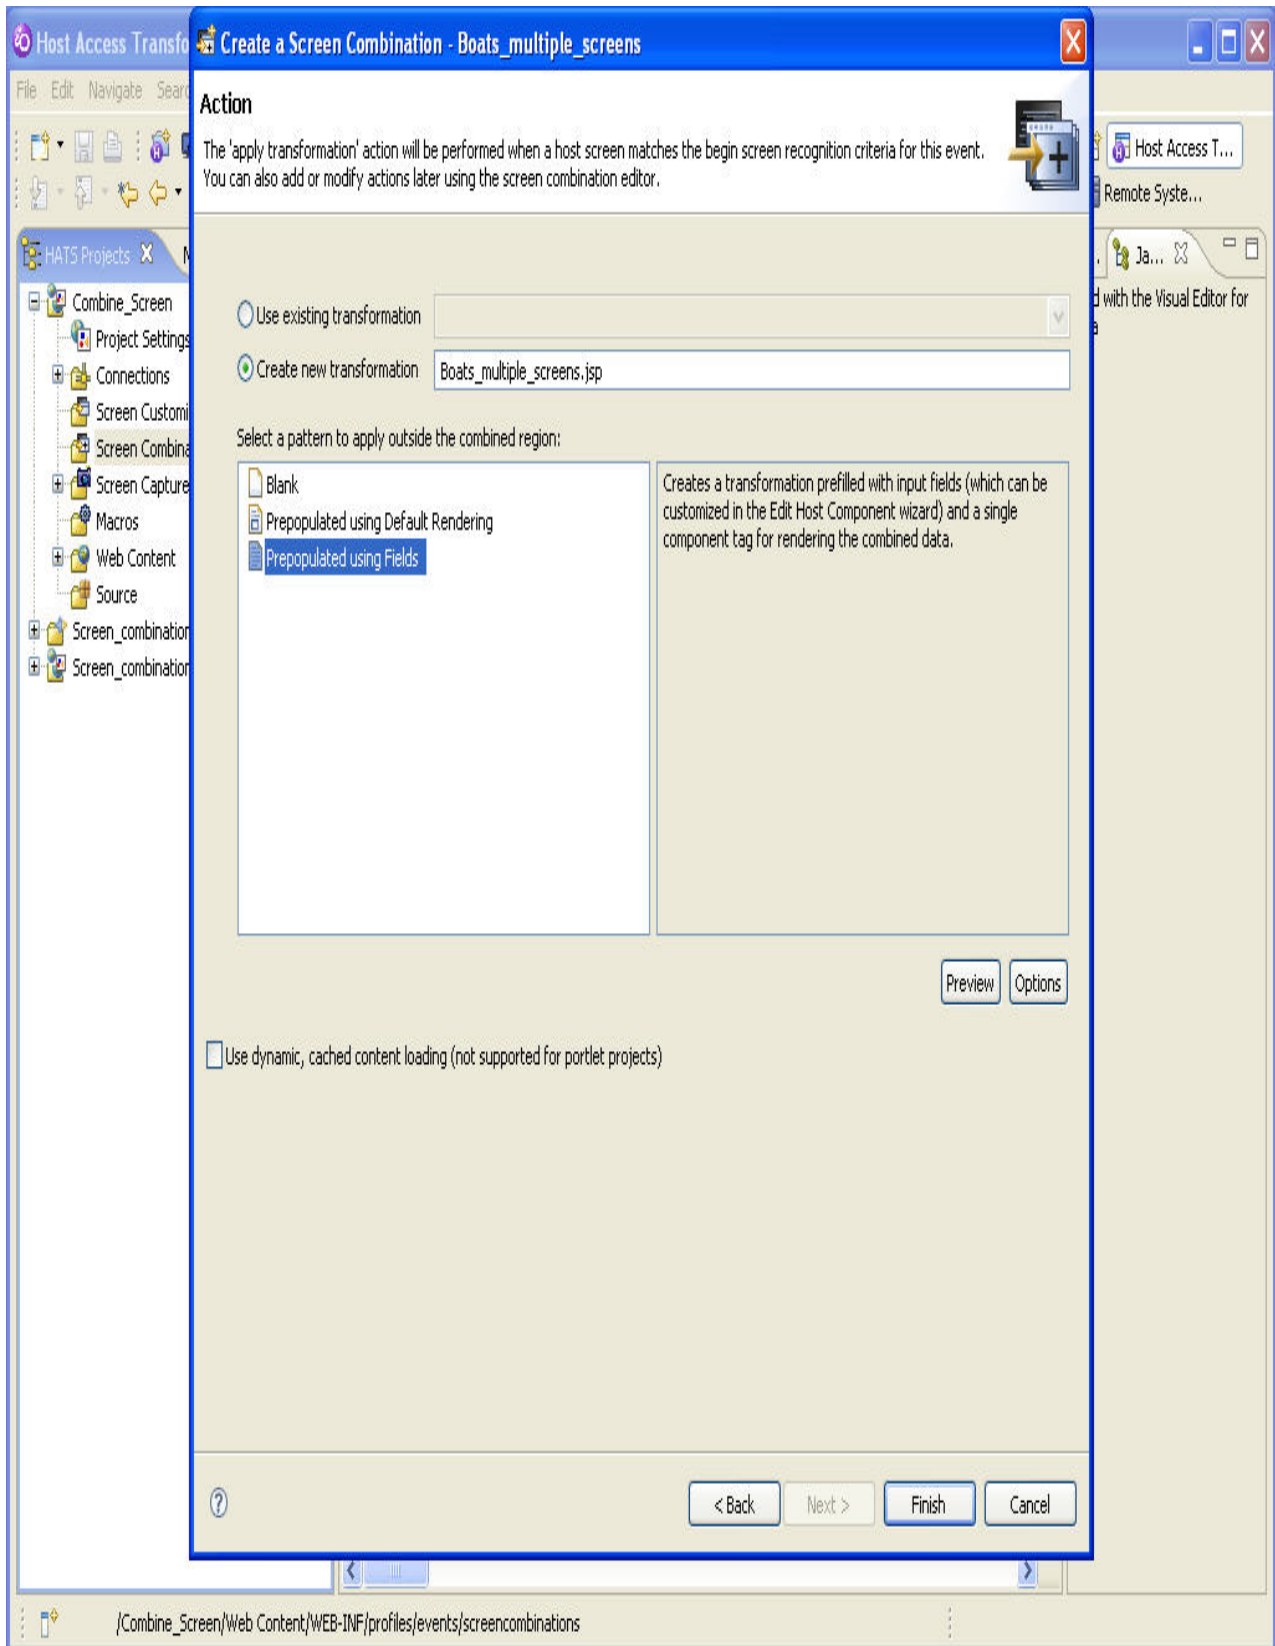 Host Access Transfo
Create a Screen Combination - Boats_multiple_screens
File Edit Navigate Searc
Action
The 'apply transformation' action will be performed when a host screen matches the begin screen recognition criteria for this event.
You can also add or modify actions later using the screen combination editor.
Host Access T...
Remote Syste...
HATS Projects
Ja...
d with the Visual Editor for
a
Combine_Screen
Project Settings
Connections
Screen Customi
Screen Combina
Screen Capture
Macros
Web Content
Source
Screen_combination
Screen_combination
Use existing transformation
Create new transformation Boats_multiple_screens.jsp
Select a pattern to apply outside the combined region:
Blank
Prepopulated using Default Rendering
Prepopulated using Fields
Creates a transformation prefilled with input fields (which can be
customized in the Edit Host Component wizard) and a single
component tag for rendering the combined data.
Preview Options
Use dynamic, cached content loading (not supported for portlet projects)
< Back Next > Finish Cancel
/Combine_Screen/Web Content/WEB-INF/profiles/events/screencombinations